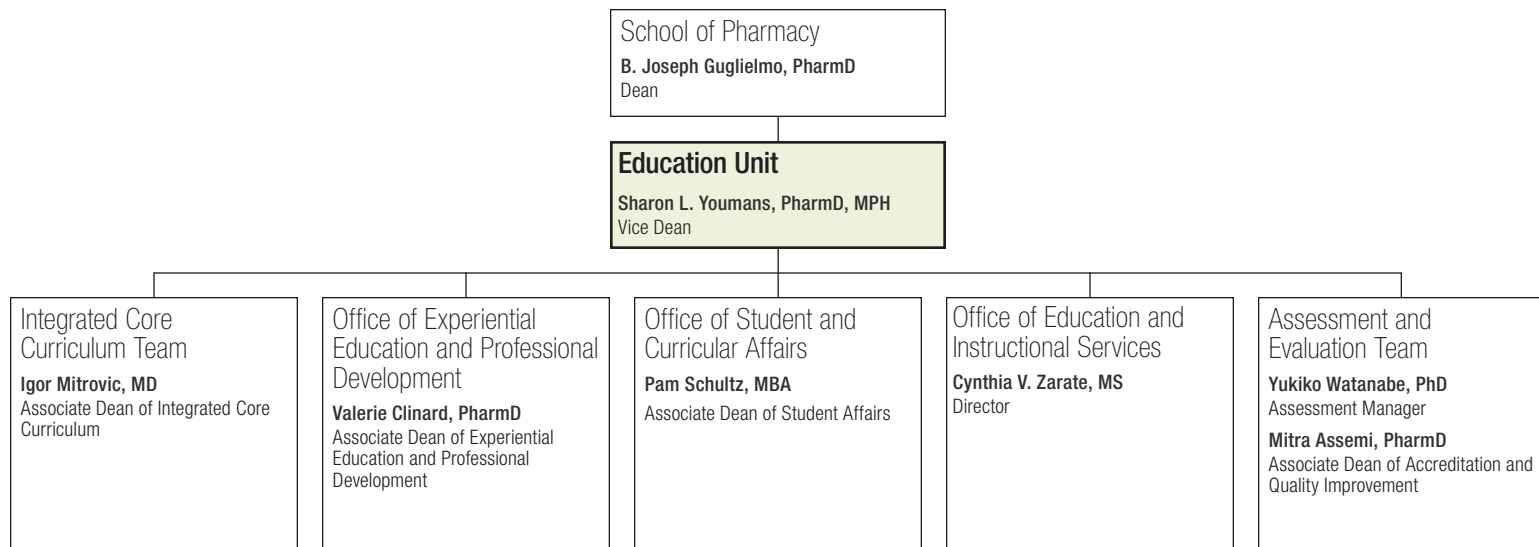 School of Pharmacy
B. Joseph Guglielmo, PharmD
Dean
Education Unit
Sharon L. Youmans, PharmD, MPH
Vice Dean
Integrated Core
Curriculum Team
Igor Mitrovic, MD
Associate Dean of Integrated Core
Curriculum
Office of Experiential
Education and Professional
Development
Valerie Clinard, PharmD
Associate Dean of Experiential
Education and Professional
Development
Office of Student and
Curricular Affairs
Pam Schultz, MBA
Associate Dean of Student Affairs
Office of Education and
Instructional Services
Cynthia V. Zarate, MS
Director
Assessment and
Evaluation Team
Yukiko Watanabe, PhD
Assessment Manager
Mitra Assemi, PharmD
Associate Dean of Accreditation and
Quality Improvement